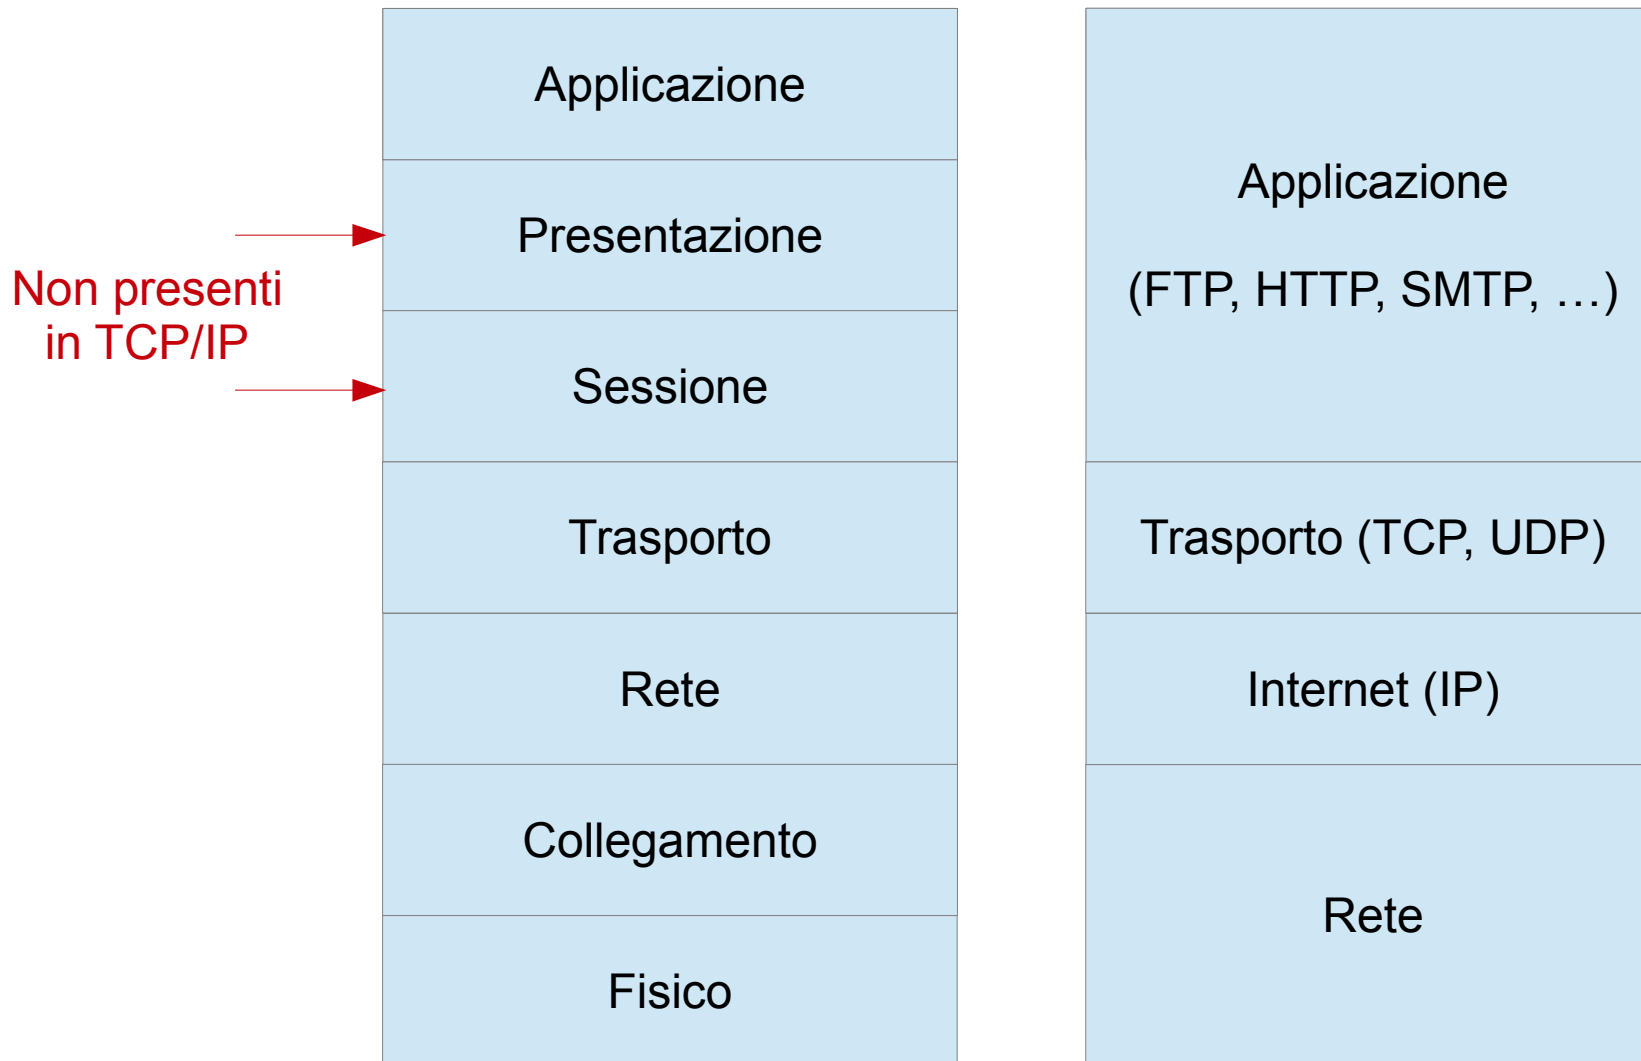 Non presenti
in TCP/IP
Applicazione
Presentazione
Sessione
Trasporto
Rete
Collegamento
Fisico
Applicazione
(FTP, HTTP, SMTP, …)
Trasporto (TCP, UDP)
Internet (IP)
Rete